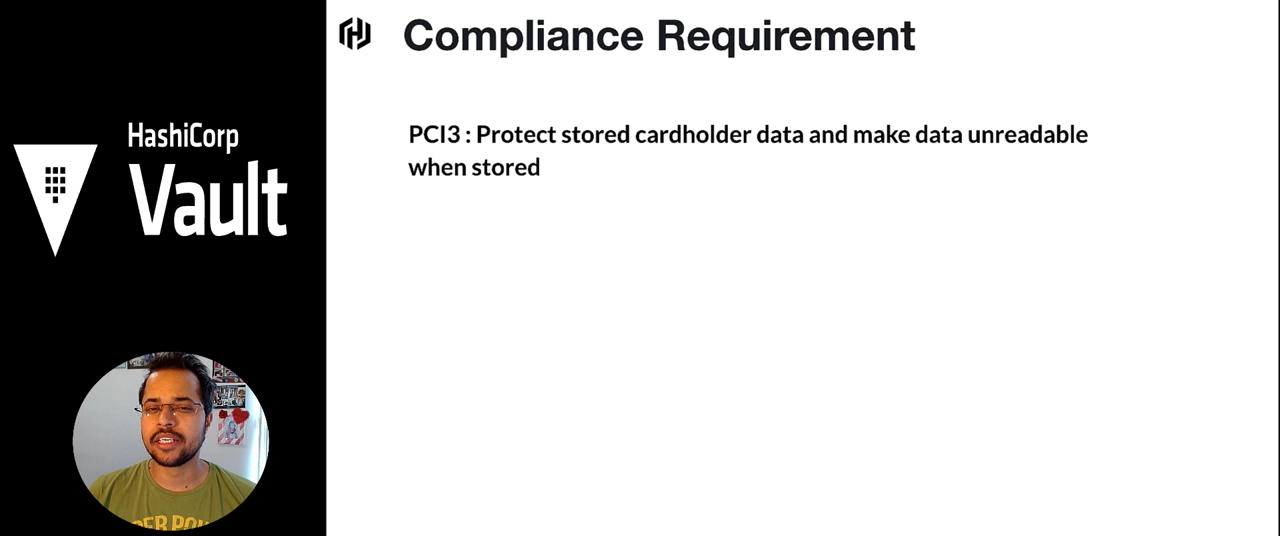 HashiCorp
Vault
Compliance Requirement
PCI3 : Protect stored cardholder data and make data unreadable
when stored